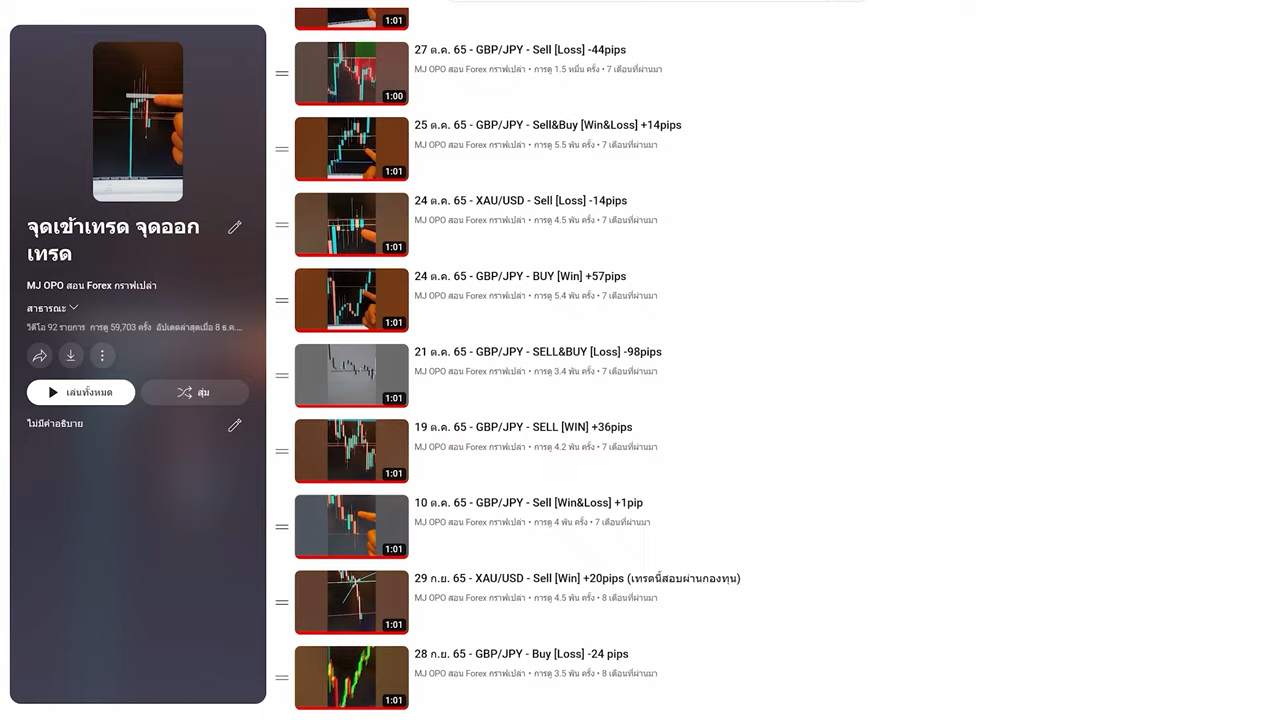 จุดเข้าเทรด จุดออก
เทรด
MJ OPO สอน Forex กราฟเปล่า
สาธารณะ
วิดีโอ 92 รายการ การดู 59,703 ครั้ง อัปเดตล่าสุดเมื่อ 8 ธ.ค....
เล่นทั้งหมด
สุ่ม
ไม่มีคำอธิบาย
1:01
27 ต.ค. 65 - GBP/JPY - Sell [Loss] -44pips
MJ OPO สอน Forex กราฟเปล่า • การดู 1.5 หมื่น ครั้ง • 7 เดือนที่ผ่านมา
1:00
25 ต.ค. 65 - GBP/JPY - Sell&Buy [Win&Loss] +14pips
MJ OPO สอน Forex กราฟเปล่า • การดู 5.5 พัน ครั้ง • 7 เดือนที่ผ่านมา
1:01
24 ต.ค. 65 - XAU/USD - Sell [Loss] -14pips
MJ OPO สอน Forex กราฟเปล่า • การดู 4.5 พัน ครั้ง • 7 เดือนที่ผ่านมา
1:01
24 ต.ค. 65 - GBP/JPY - BUY [Win] +57pips
MJ OPO สอน Forex กราฟเปล่า • การดู 5.4 พัน ครั้ง • 7 เดือนที่ผ่านมา
1:01
21 ต.ค. 65 - GBP/JPY - SELL&BUY [Loss] -98pips
MJ OPO สอน Forex กราฟเปล่า • การดู 3.4 พัน ครั้ง • 7 เดือนที่ผ่านมา
1:01
19 ต.ค. 65 - GBP/JPY - SELL [WIN] +36pips
MJ OPO สอน Forex กราฟเปล่า • การดู 4.2 พัน ครั้ง • 7 เดือนที่ผ่านมา
1:01
10 ต.ค. 65 - GBP/JPY - Sell [Win&Loss] +1pip
MJ OPO สอน Forex กราฟเปล่า • การดู 4 พัน ครั้ง • 7 เดือนที่ผ่านมา
1:01
29 ก.ย. 65 - XAU/USD - Sell [Win] +20pips (เทรดนี้สอบผ่านกองทุน)
MJ OPO สอน Forex กราฟเปล่า • การดู 4.5 พัน ครั้ง • 8 เดือนที่ผ่านมา
1:01
28 ก.ย. 65 - GBP/JPY - Buy [Loss] -24 pips
MJ OPO สอน Forex กราฟเปล่า • การดู 3.5 พัน ครั้ง • 8 เดือนที่ผ่านมา
1:01